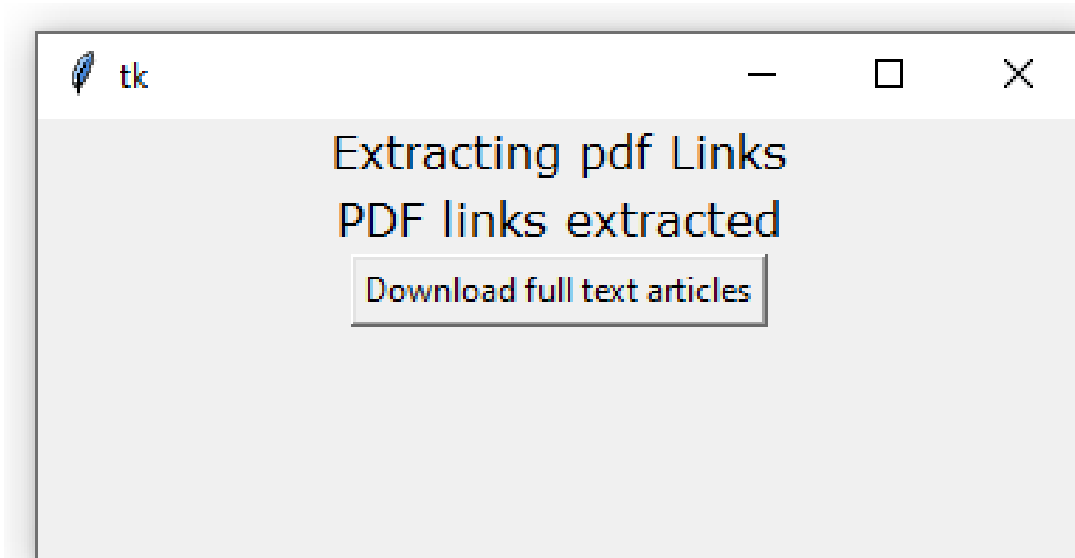 tk
Extracting pdf Links
PDF links extracted
Download full text articles